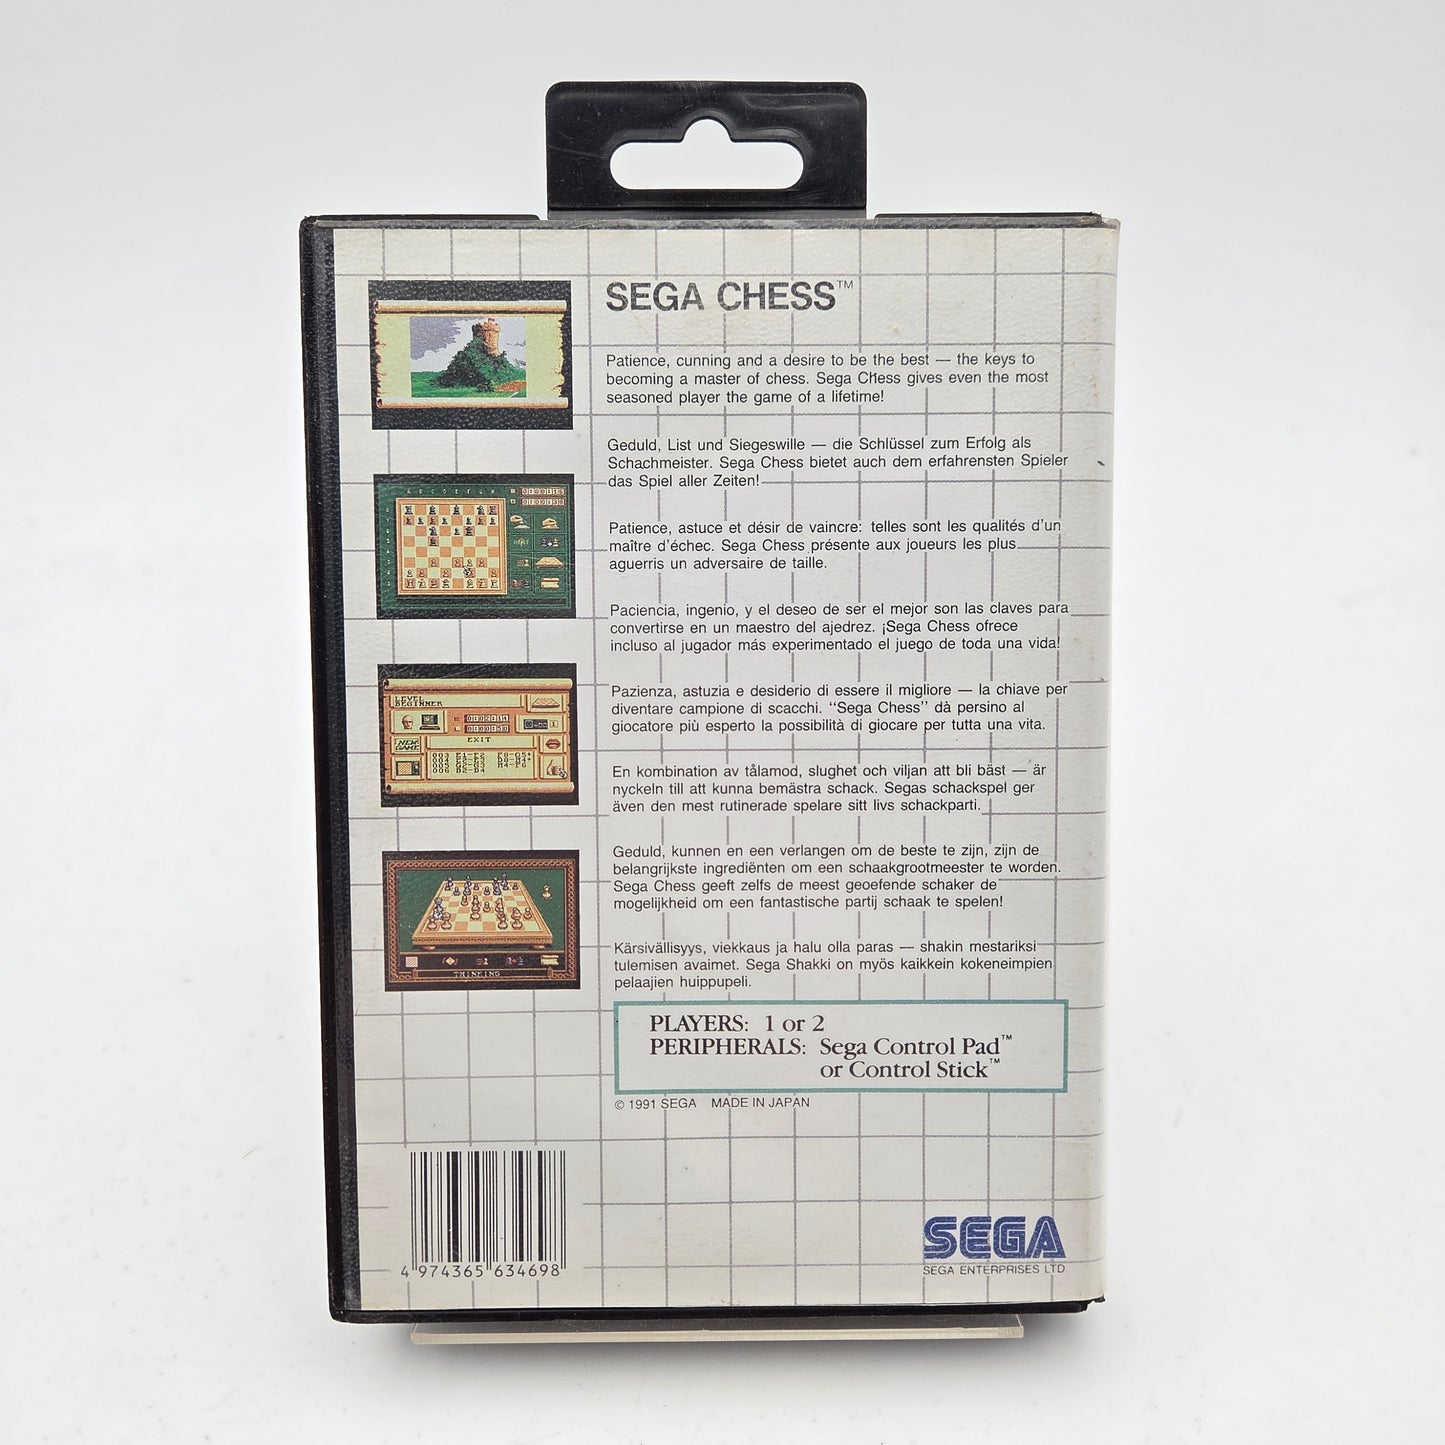 SEGA CHESS™
Patience, cunning and a desire to be the best — the keys to
becoming a master of chess. Sega Chess gives even the most
seasoned player the game of a lifetime!
Geduld, List und Siegeswille — die Schlüssel zum Erfolg als
Schachmeister. Sega Chess bietet auch dem erfahrensten Spieler
das Spiel aller Zeiten!
Patience, astuce et désir de vaincre: telles sont les qualités d'un
maître d'échec. Sega Chess présente aux joueurs les plus
aguerris un adversaire de taille.
Paciencia, ingenio, y el deseo de ser el mejor son las claves para
convertirse en un maestro del ajedrez. ¡Sega Chess ofrece
incluso al jugador más experimentado el juego de toda una vida!
Pazienza, astuzia e desiderio di essere il migliore — la chiave per
diventare campione di scacchi. "Sega Chess" dà persino al
giocatore più esperto la possibilità di giocare per tutta una vita.
En kombination av tålamod, slughet och viljan att bli bäst — är
nyckeln till att kunna bemästra schack. Segas schackspel ger
även den mest rutinerade spelare sitt livs schackparti.
Geduld, kunnen en een verlangen om de beste te zijn, zijn de
belangrijkste ingrediënten om een schaakgrootmeester te worden.
Sega Chess geeft zelfs de meest geoefende schaker de
mogelijkheid om een fantastische partij schaak te spelen!
Kärsivällisyys, viekkaus ja halu olla paras — shakin mestariksi
tulemisen avaimet. Sega Shakki on myös kaikkein kokeneimpien
pelaajien huippupeli.
PLAYERS: 1 or 2
PERIPHERALS: Sega Control Pad™
or Control Stick™
© 1991 SEGA MADE IN JAPAN
LEVEL
BEGINNER
NEW
GAME
EXIT
THINKING
4 974365 634698
SEGA
SEGA ENTERPRISES LTD.